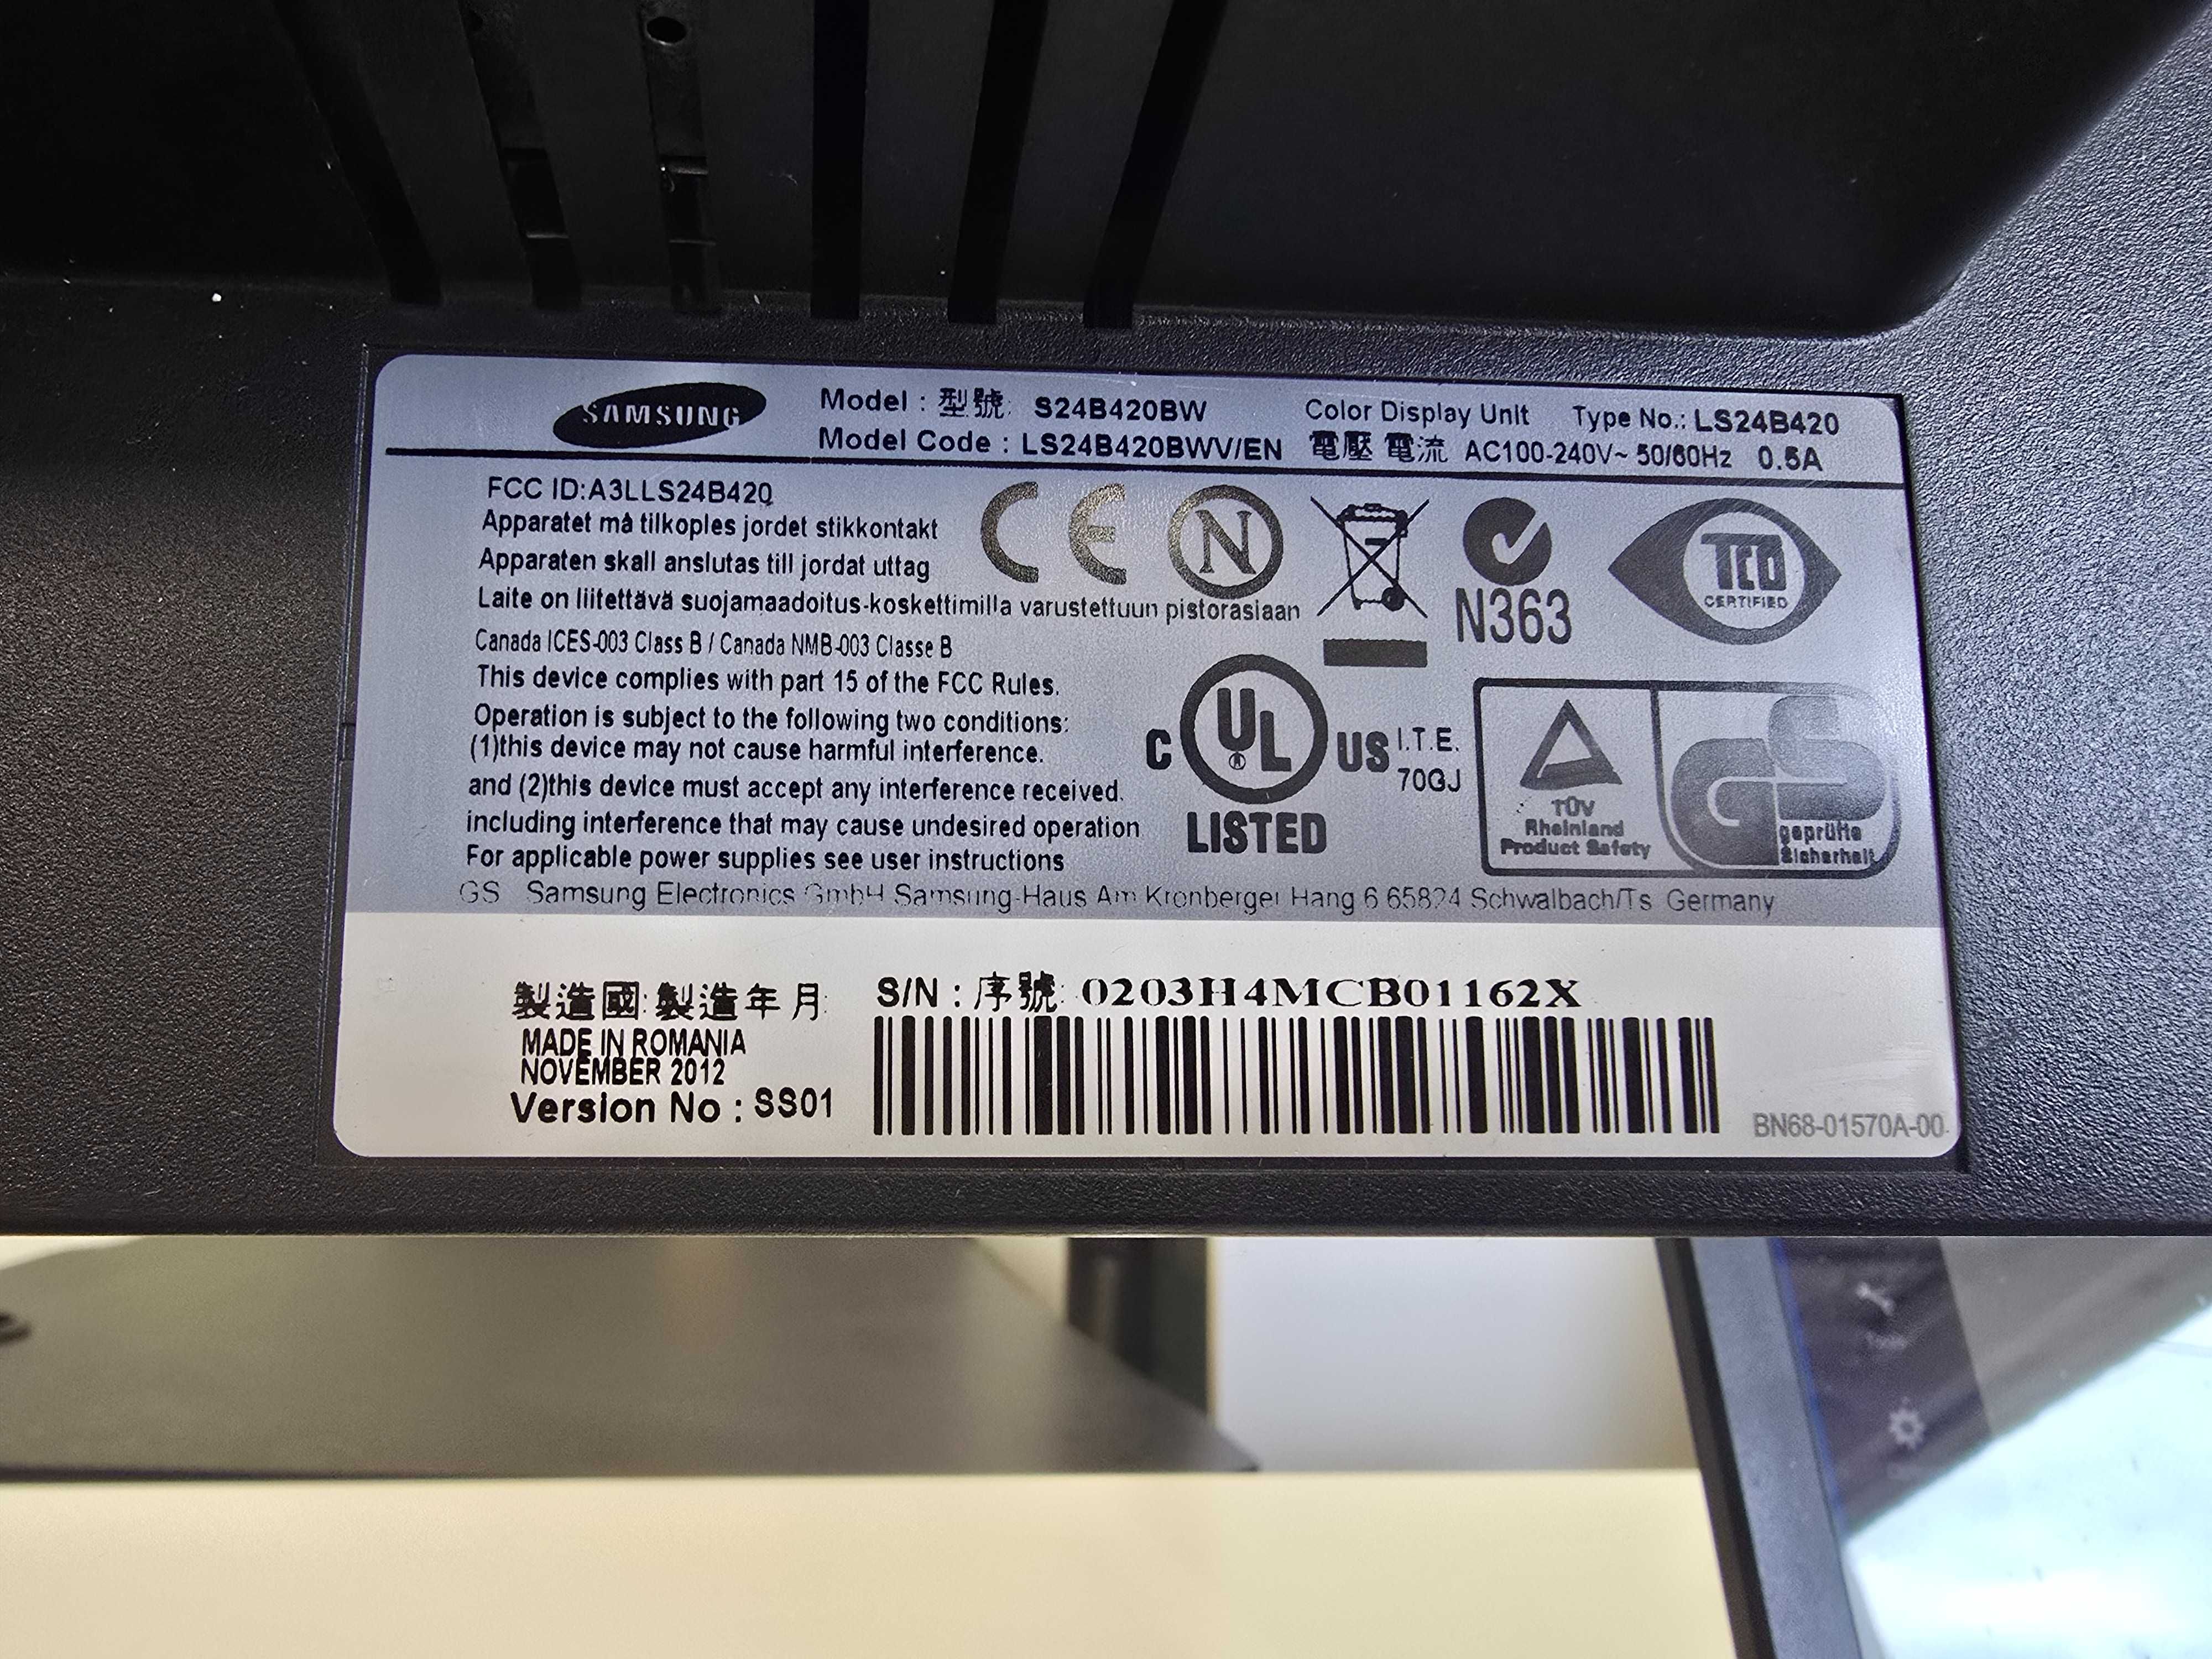 SAMSUNG
Model : 型號: S24B420BW Color Display Unit Type No.: LS24B420
Model Code : LS24B420BWV/EN 電壓 電流 AC100-240V~ 50/60Hz 0.5A
FCC ID:A3LLS24B420
Apparatet må tilkoples jordet stikkontakt
Apparaten skall anslutas till jordat uttag
Laite on liitettävä suojamaadoitus-koskettimilla varustettuun pistorasiaan
Canada ICES-003 Class B / Canada NMB-003 Classe B
This device complies with part 15 of the FCC Rules.
Operation is subject to the following two conditions:
(1)this device may not cause harmful interference.
and (2)this device must accept any interference received.
including interference that may cause undesired operation
For applicable power supplies see user instructions
GS Samsung Electronics GmbH Samsung-Haus Am Kronberger Hang 6 65824 Schwalbach/Ts Germany
CE
N
N363
TCO
CERTIFIED
C UL US
LISTED
I.T.E.
70GJ
TÜV
Rheinland
Product Safety
GS
geprüfte
Sicherheit
製造國: 製造年月:
MADE IN ROMANIA
NOVEMBER 2012
Version No : SS01
S/N : 序號: 0203H4MCB01162X
BN68-01570A-00